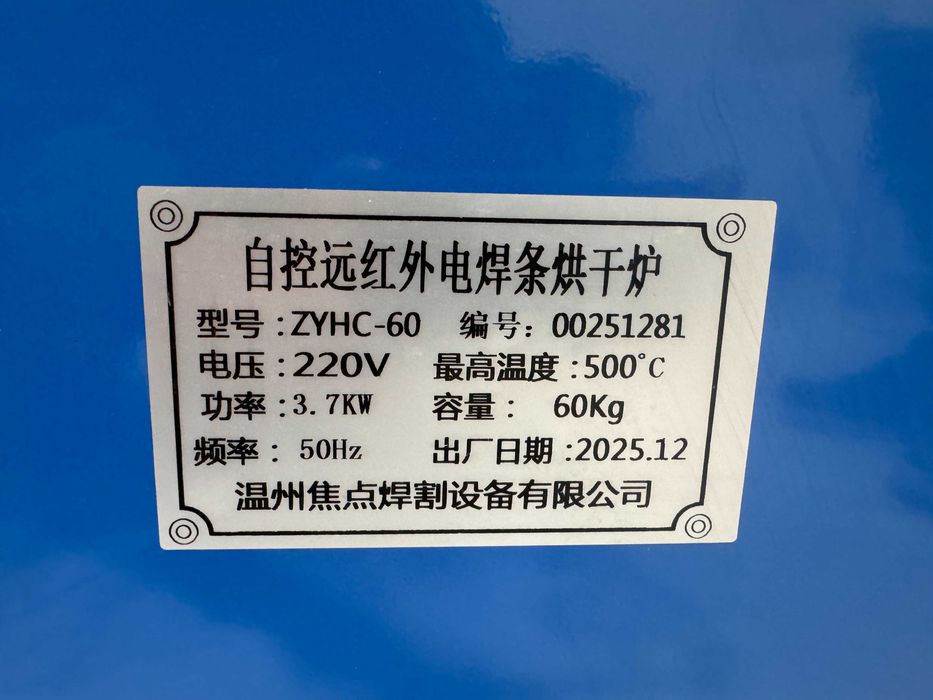 自控远红外电焊条烘干炉
型号：ZYHC-60 编号：00251281
电压：220V 最高温度：500℃
功率：3.7KW 容量： 60Kg
频率： 50Hz 出厂日期：2025.12
温州焦点焊割设备有限公司